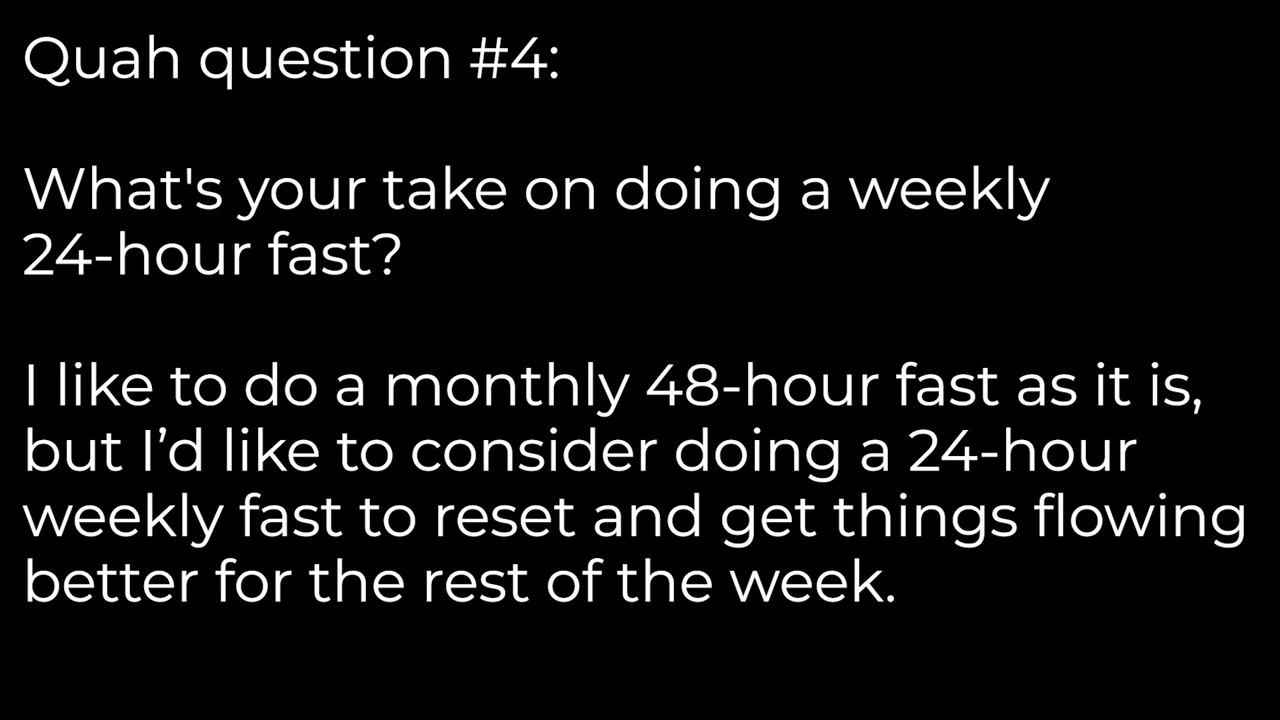 Quah question #4:
What's your take on doing a weekly
24-hour fast?
I like to do a monthly 48-hour fast as it is,
but I’d like to consider doing a 24-hour
weekly fast to reset and get things flowing
better for the rest of the week.